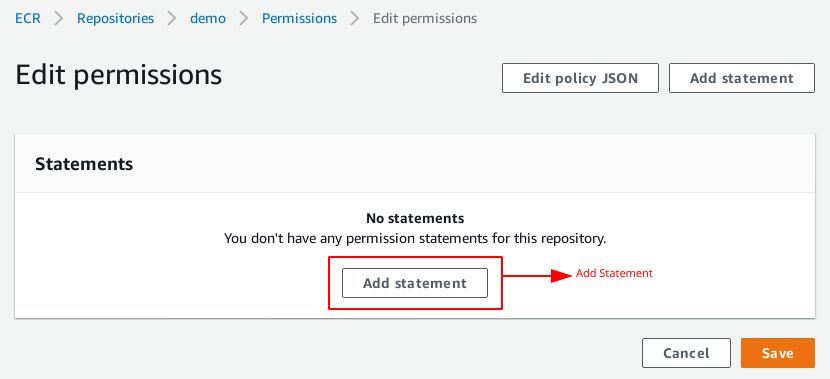 ECR Repositories demo Permissions Edit permissions
Edit permissions
Edit policy JSON Add statement
Statements
No statements
You don't have any permission statements for this repository.
Add statement Add Statement
Cancel Save